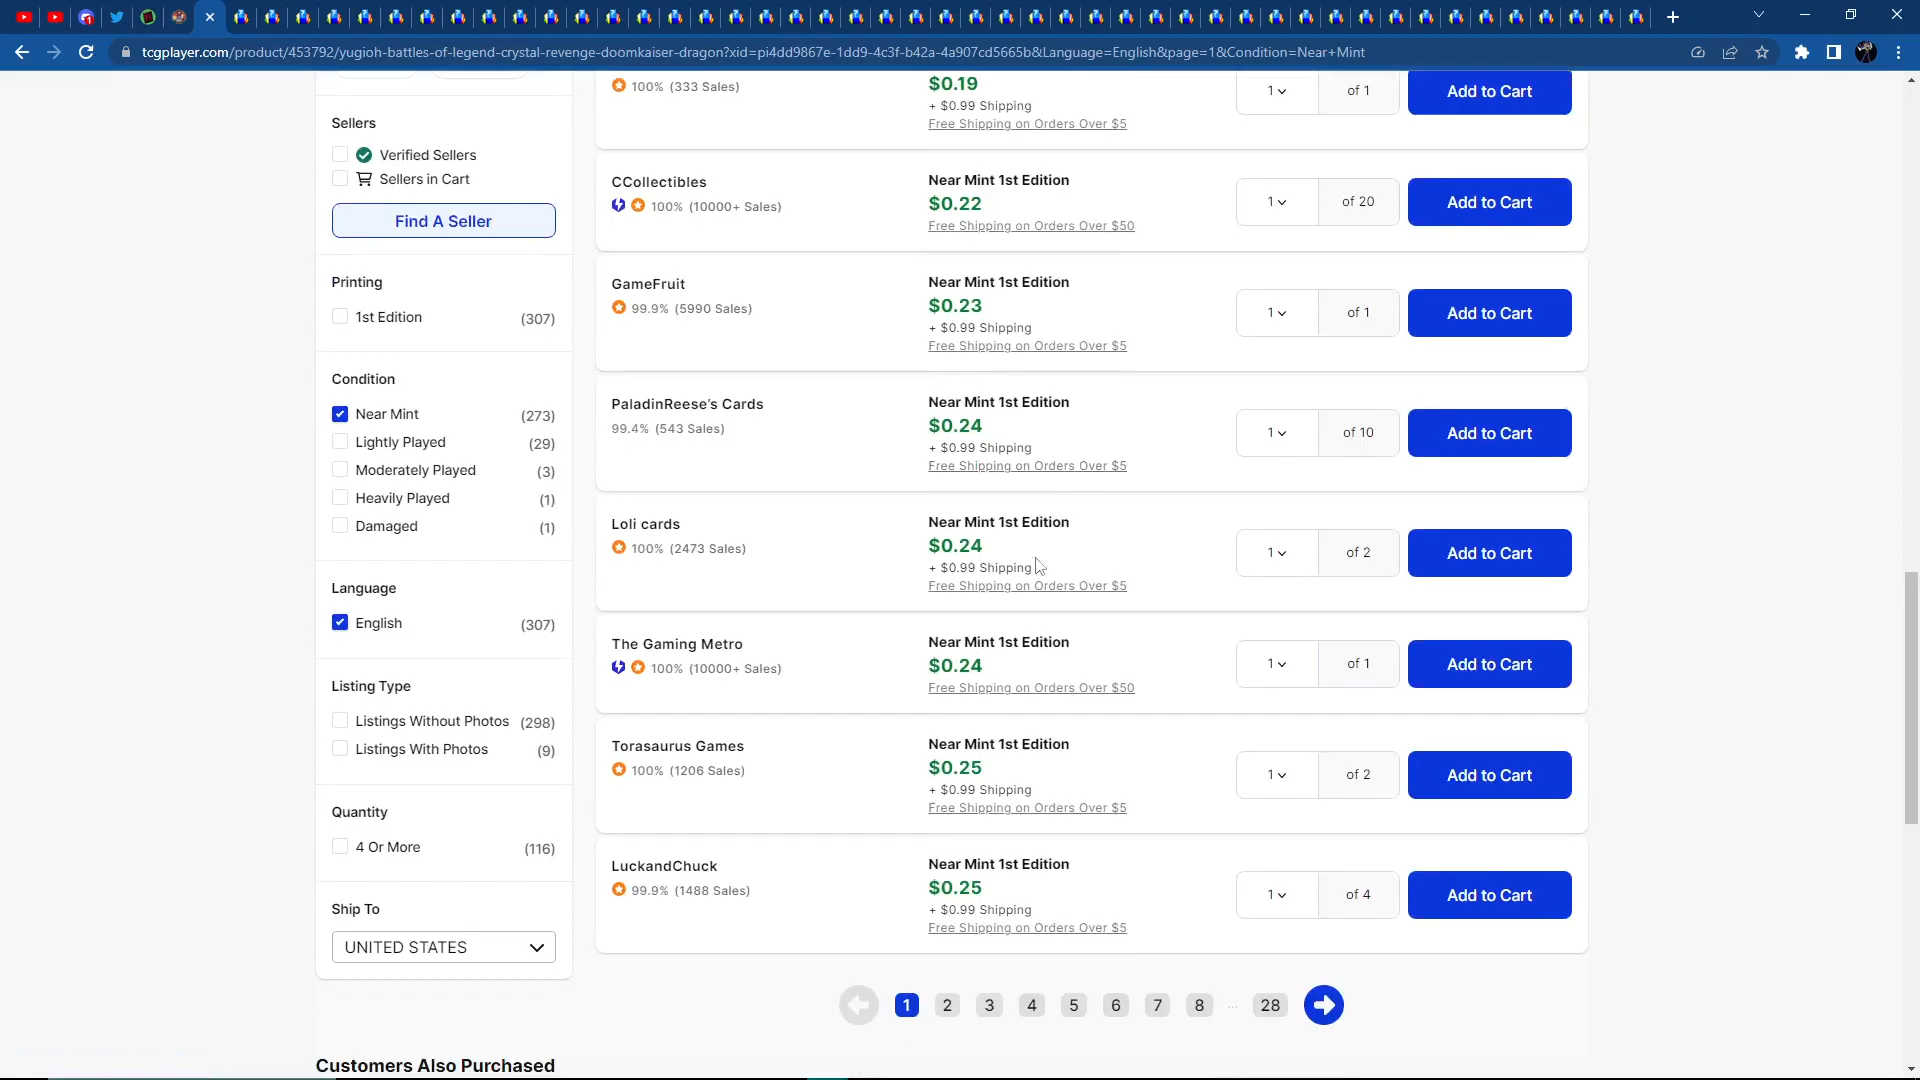 tcgplayer.com/product/453792/yugioh-battles-of-legend-crystal-revenge-doomkaiser-dragon?xid=pi4dd9867e-1dd9-4c3f-b42a-4a907cd5665b&Language=English&page=1&Condition=Near+Mint
100% (333 Sales)
$0.19
+ $0.99 Shipping
Free Shipping on Orders Over $5
1
of 1
Add to Cart
Sellers
Verified Sellers
Sellers in Cart
Find A Seller
Printing
1st Edition (307)
Condition
Near Mint (273)
Lightly Played (29)
Moderately Played (3)
Heavily Played (1)
Damaged (1)
Language
English (307)
Listing Type
Listings Without Photos (298)
Listings With Photos (9)
Quantity
4 Or More (116)
Ship To
UNITED STATES
CCollectibles
100% (10000+ Sales)
Near Mint 1st Edition
$0.22
Free Shipping on Orders Over $50
1
of 20
Add to Cart
GameFruit
99.9% (5990 Sales)
Near Mint 1st Edition
$0.23
+ $0.99 Shipping
Free Shipping on Orders Over $5
1
of 1
Add to Cart
PaladinReese's Cards
99.4% (543 Sales)
Near Mint 1st Edition
$0.24
+ $0.99 Shipping
Free Shipping on Orders Over $5
1
of 10
Add to Cart
Loli cards
100% (2473 Sales)
Near Mint 1st Edition
$0.24
+ $0.99 Shipping
Free Shipping on Orders Over $5
1
of 2
Add to Cart
The Gaming Metro
100% (10000+ Sales)
Near Mint 1st Edition
$0.24
Free Shipping on Orders Over $50
1
of 1
Add to Cart
Torasaurus Games
100% (1206 Sales)
Near Mint 1st Edition
$0.25
+ $0.99 Shipping
Free Shipping on Orders Over $5
1
of 2
Add to Cart
LuckandChuck
99.9% (1488 Sales)
Near Mint 1st Edition
$0.25
+ $0.99 Shipping
Free Shipping on Orders Over $5
1
of 4
Add to Cart
1 2 3 4 5 6 7 8 ... 28
Customers Also Purchased